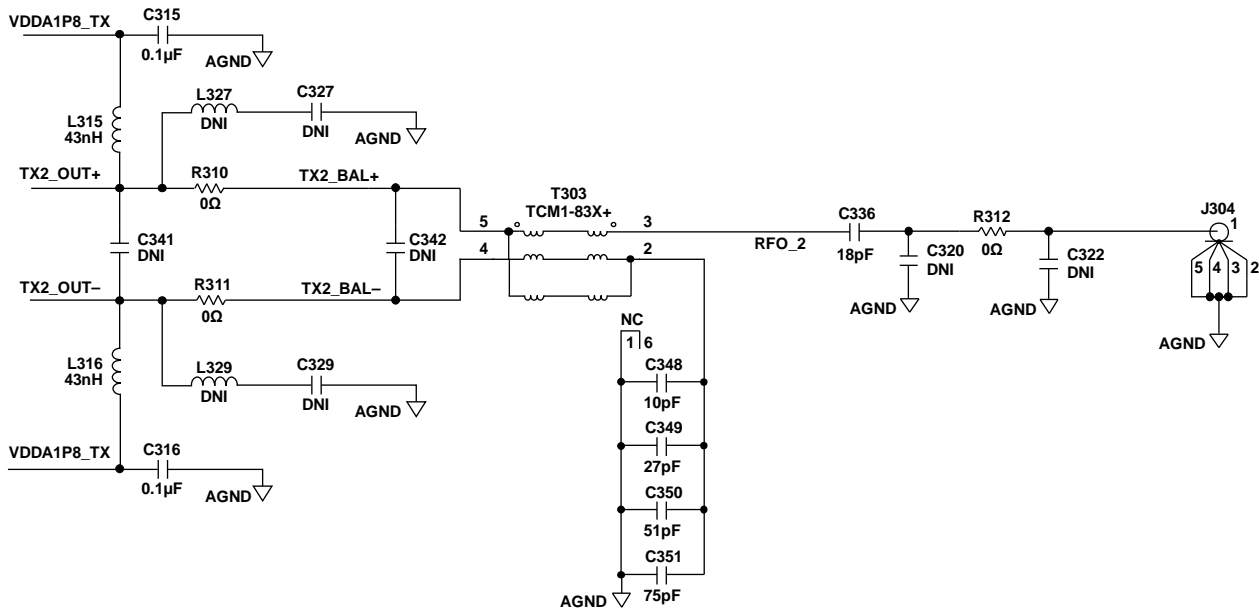 VDDA1P8_TX
C315
0.1µF
AGND
L315
43nH
L327
DNI
C327
DNI
AGND
TX2_OUT+
R310
0Ω
TX2_BAL+
C341
DNI
C342
DNI
TX2_OUT–
R311
0Ω
TX2_BAL–
L316
43nH
L329
DNI
C329
DNI
AGND
VDDA1P8_TX
C316
0.1µF
AGND
T303
TCM1-83X+
5
3
4
2
RFO_2
C336
18pF
C320
DNI
AGND
R312
0Ω
C322
DNI
AGND
J304
1
5 4 3 2
AGND
NC
1 6
C348
10pF
C349
27pF
C350
51pF
C351
75pF
AGND